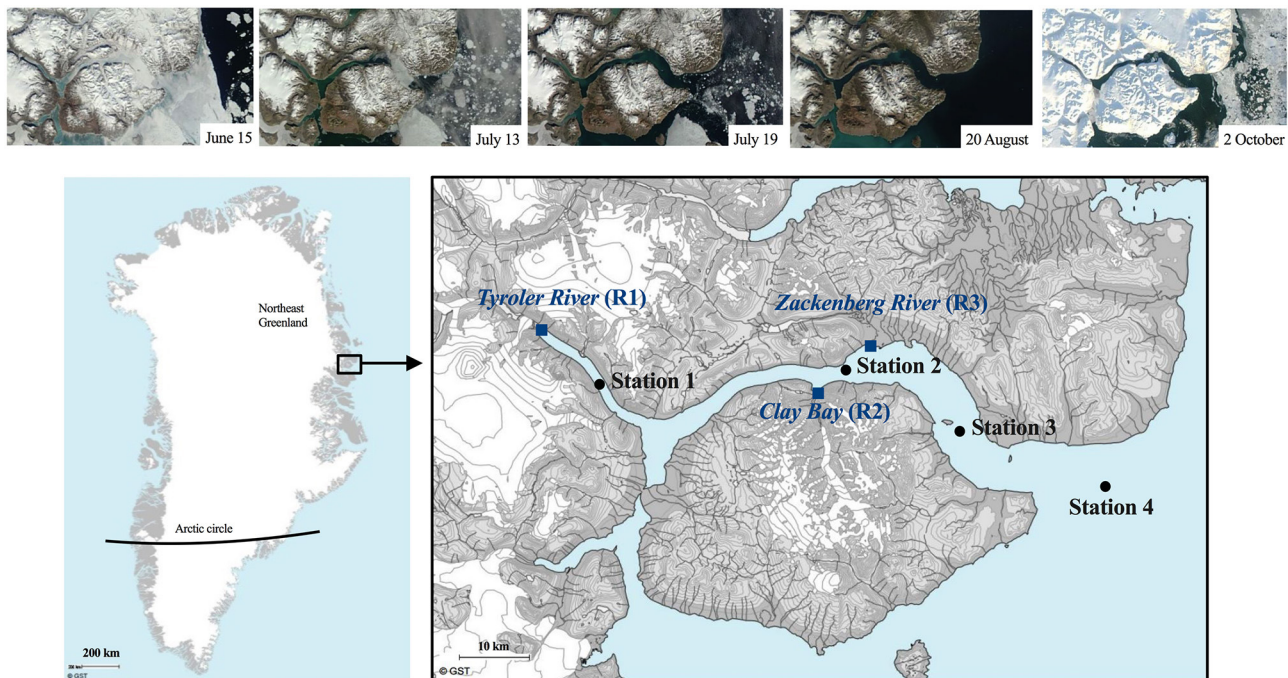 June 15
July 13
July 19
20 August
2 October
Northeast
Greenland
Arctic circle
200 km
© GST
Tyroler River (R1)
Zackenberg River (R3)
Station 1
Station 2
Clay Bay (R2)
Station 3
Station 4
10 km
© GST